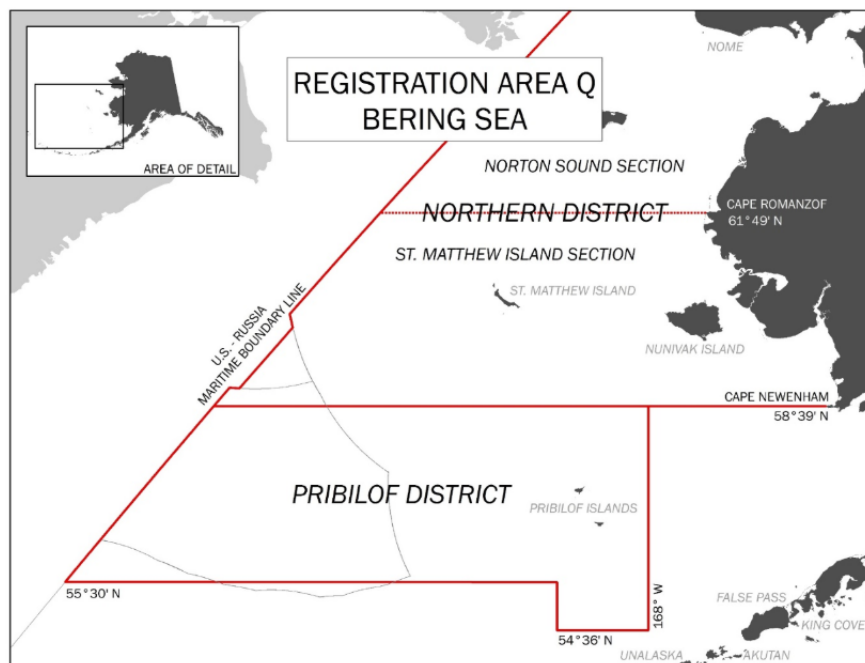 NOME
REGISTRATION AREA Q
BERING SEA
AREA OF DETAIL
NORTON SOUND SECTION
CAPE ROMANZOF
61°49' N
NORTHERN DISTRICT
ST. MATTHEW ISLAND SECTION
ST. MATTHEW ISLAND
U.S. - RUSSIA
MARITIME BOUNDARY LINE
NUNIVAK ISLAND
CAPE NEWENHAM
58°39' N
PRIBILOF DISTRICT
PRIBILOF ISLANDS
55°30' N
168° W
54°36' N
FALSE PASS
KING COVE
UNALASKA
AKUTAN